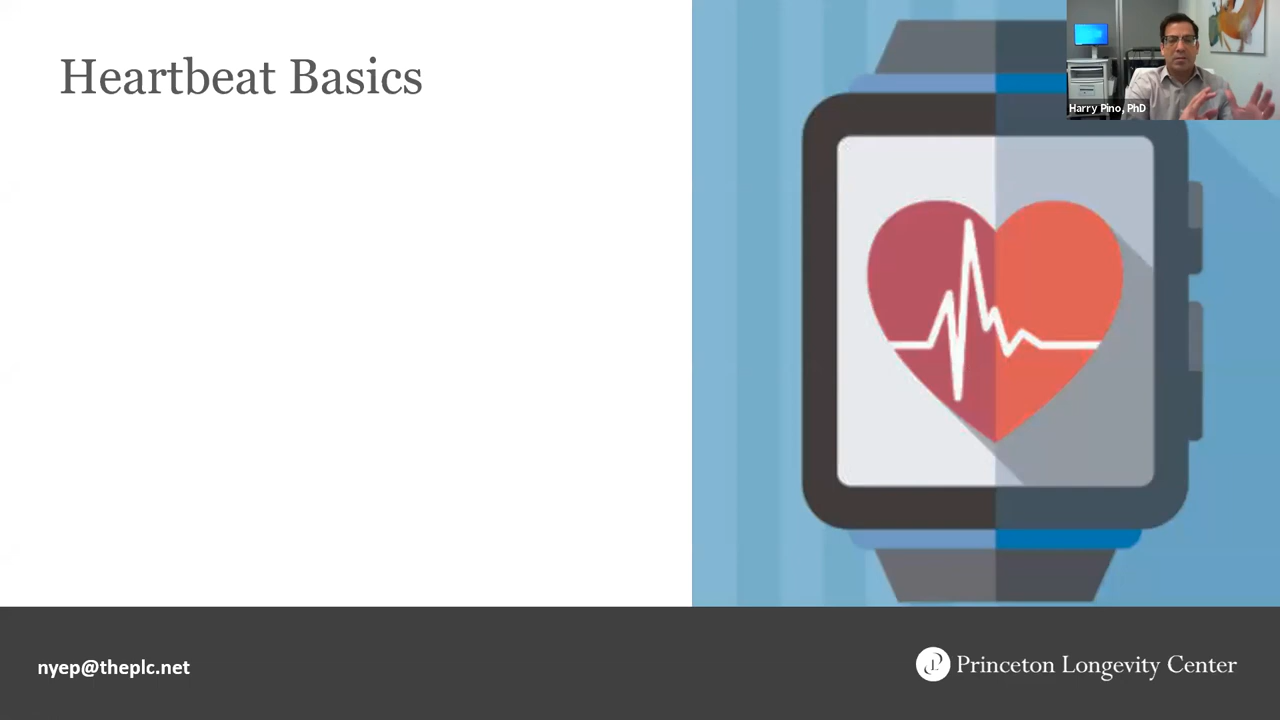 Heartbeat Basics
Harry Pino, PhD
nyep@theplc.net
Princeton Longevity Center